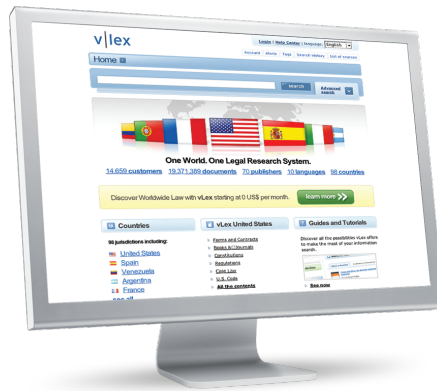 v|lex
Login | Help Center | language: English
Account Alerts Tags Search History List of sources
Home
search
Advanced search
One World. One Legal Research System.
14.659 customers 19,371,389 documents 70 publishers 10 languages 98 countries
Discover Worldwide Law with vLex starting at 0 US$ per month.
learn more >>
Countries
98 jurisdictions including:
United States
Spain
Venezuela
Argentina
France
see all
vLex United States
Forms and Contracts
Books & Journals
Constitutions
Regulations
Case Law
U.S. Code
All the contents
Guides and Tutorials
Discover all the possibilities vLex offers
to make the most of your information
search.
See now